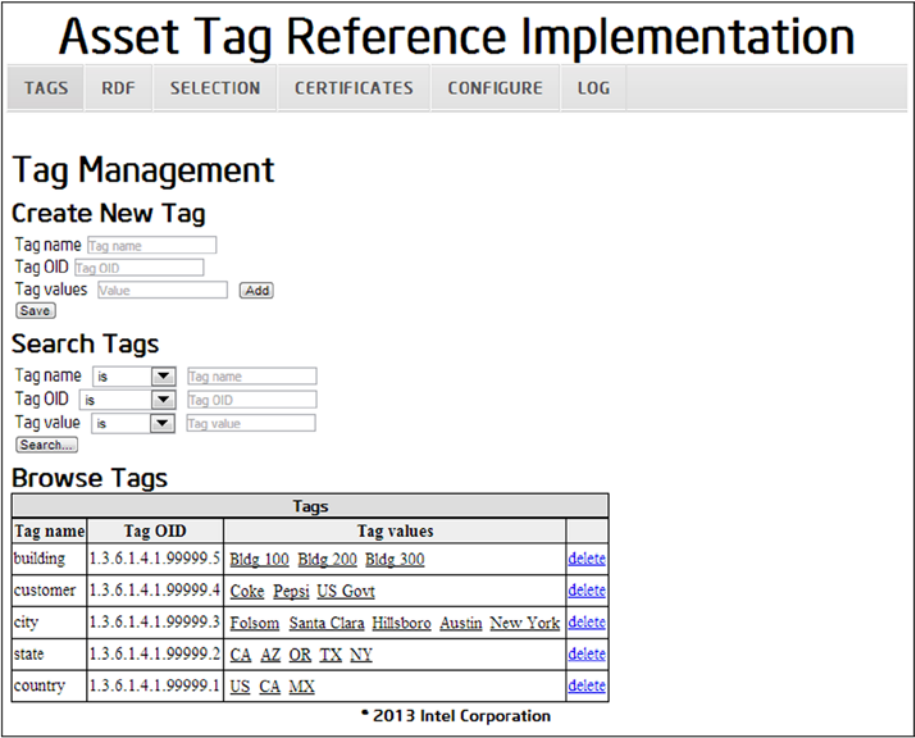 Asset Tag Reference Implementation
TAGS RDF SELECTION CERTIFICATES CONFIGURE LOG
Tag Management
Create New Tag
Tag name Tag name
Tag OID Tag OID
Tag values Value Add
Save
Search Tags
Tag name is Tag name
Tag OID is Tag OID
Tag value is Tag value
Search...
Browse Tags
Tags
Tag name Tag OID Tag values
building 1.3.6.1.4.1.99999.5 Bldg 100 Bldg 200 Bldg 300 delete
customer 1.3.6.1.4.1.99999.4 Coke Pepsi US Govt delete
city 1.3.6.1.4.1.99999.3 Folsom Santa Clara Hillsboro Austin New York delete
state 1.3.6.1.4.1.99999.2 CA AZ OR TX NY delete
country 1.3.6.1.4.1.99999.1 US CA MX delete
• 2013 Intel Corporation